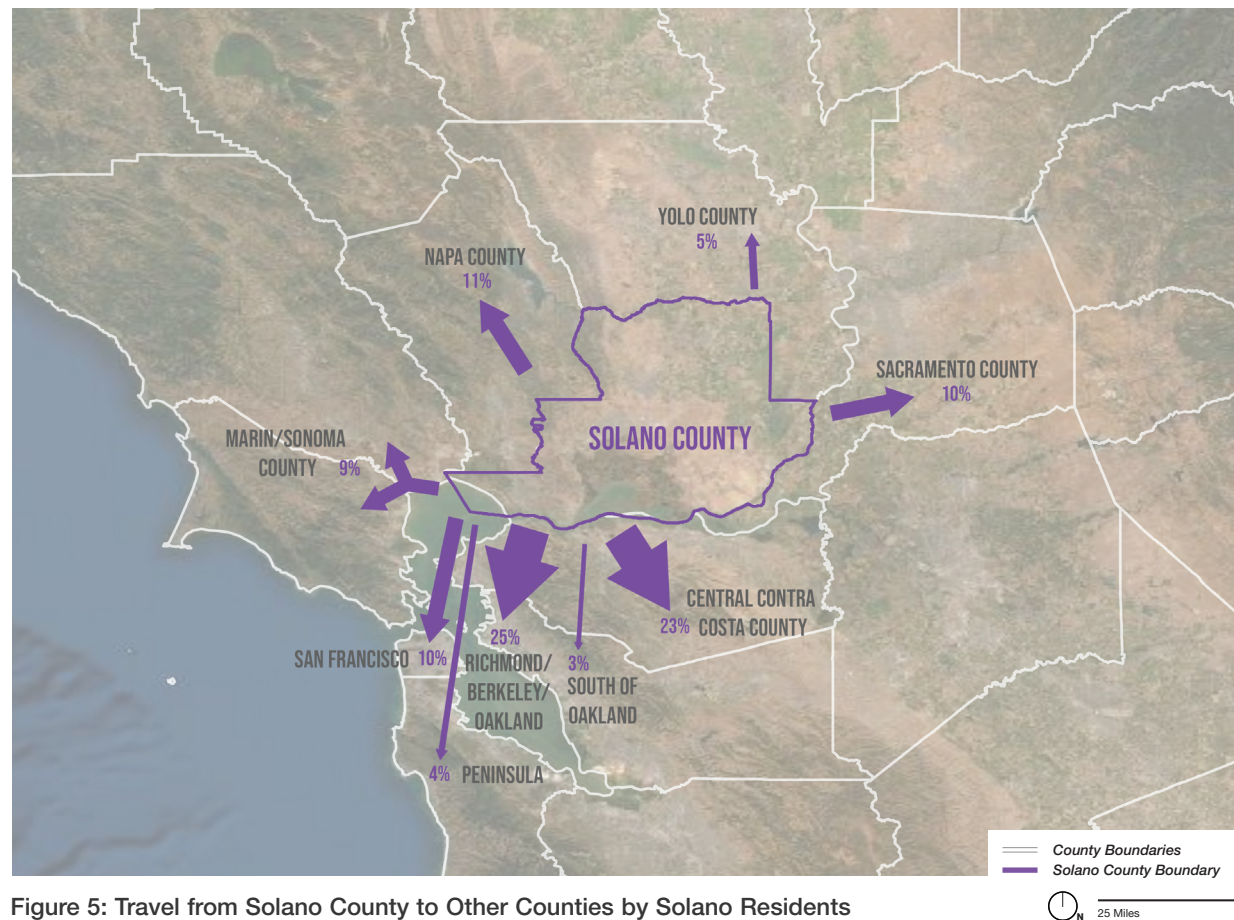 YOLO COUNTY
5%
NAPA COUNTY
11%
SACRAMENTO COUNTY
10%
SOLANO COUNTY
MARIN/SONOMA
COUNTY 9%
CENTRAL CONTRA
23% COSTA COUNTY
SAN FRANCISCO 10%
25%
RICHMOND/
BERKELEY/
OAKLAND
3%
SOUTH OF
OAKLAND
4% PENINSULA
County Boundaries
Solano County Boundary
N
25 Miles
Figure 5: Travel from Solano County to Other Counties by Solano Residents